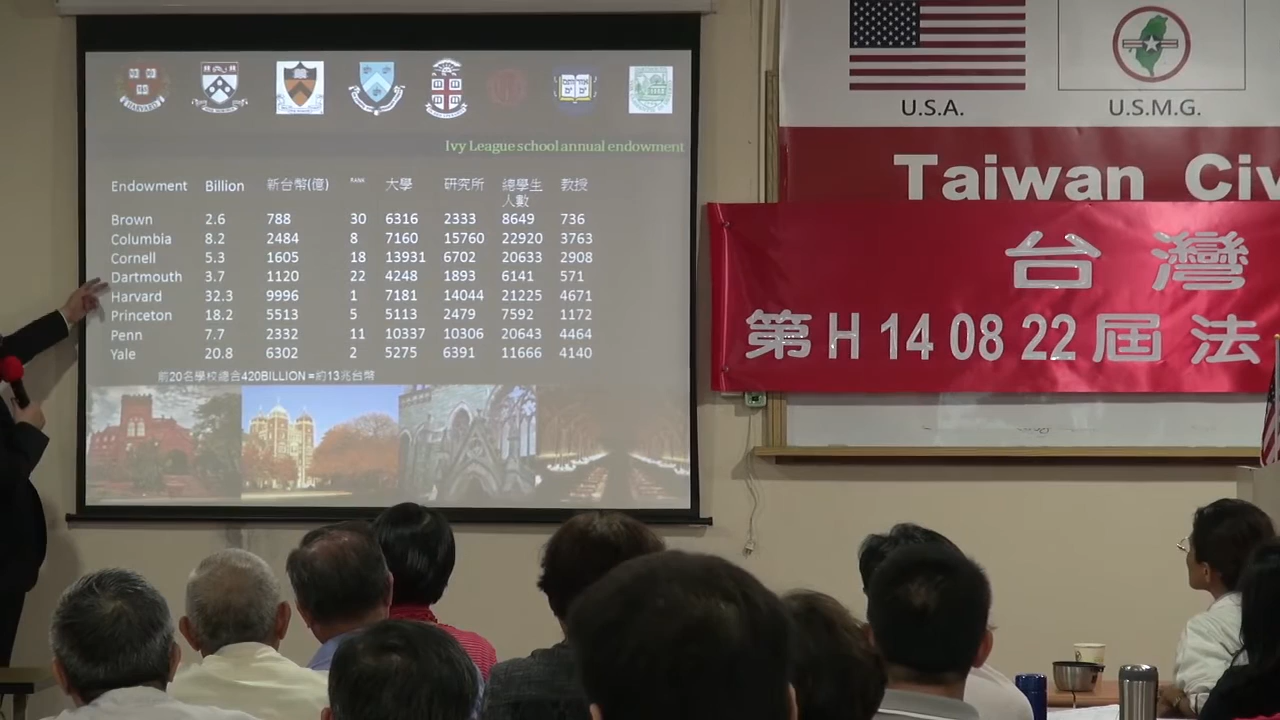 HARVARD
Ivy League school annual endowment
Endowment Billion 新台幣(億) RANK 大學 研究所 總學生人數 教授
Brown 2.6 788 30 6316 2333 8649 736
Columbia 8.2 2484 8 7160 15760 22920 3763
Cornell 5.3 1605 18 13931 6702 20633 2908
Dartmouth 3.7 1120 22 4248 1893 6141 571
Harvard 32.3 9996 1 7181 14044 21225 4671
Princeton 18.2 5513 5 5113 2479 7592 1172
Penn 7.7 2332 11 10337 10306 20643 4464
Yale 20.8 6302 2 5275 6391 11666 4140
前20名學校總合420BILLION=約13兆台幣
U.S.A. U.S.M.G.
Taiwan Civ
台灣
第H 14 08 22屆 法